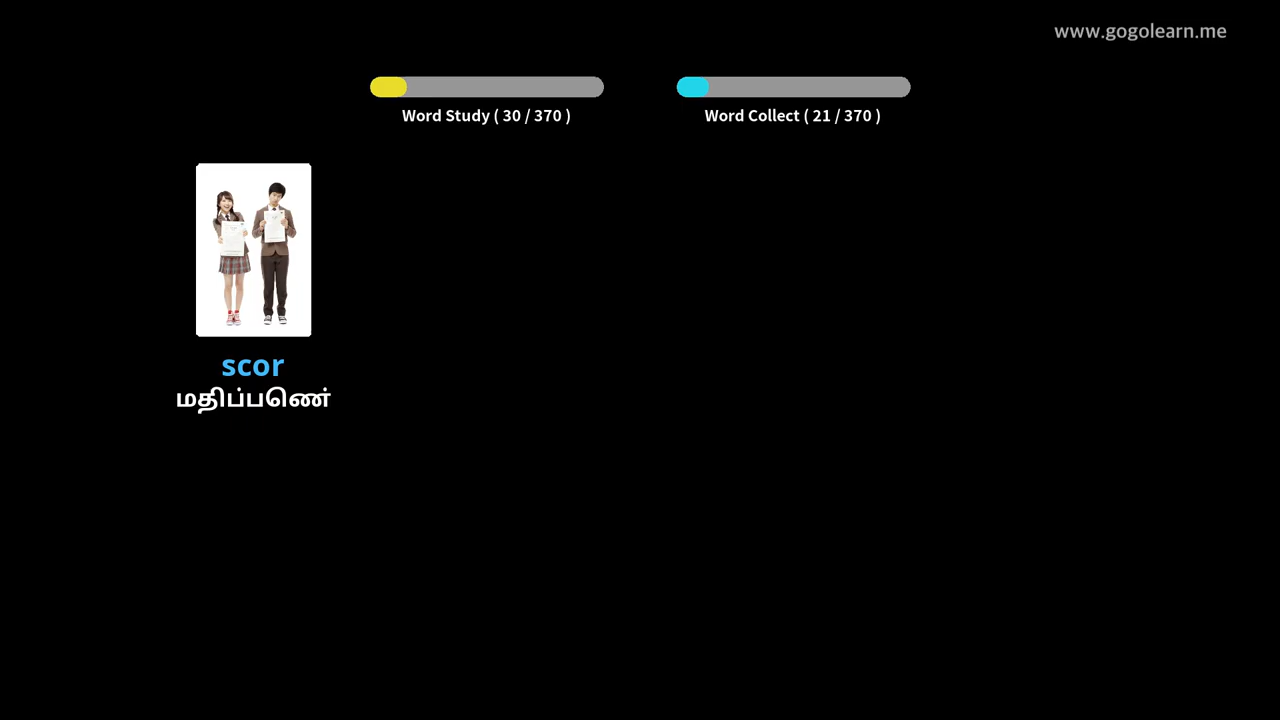 www.gogolearn.me
Word Study ( 30 / 370 )
Word Collect ( 21 / 370 )
scor
மதிப்பெண்